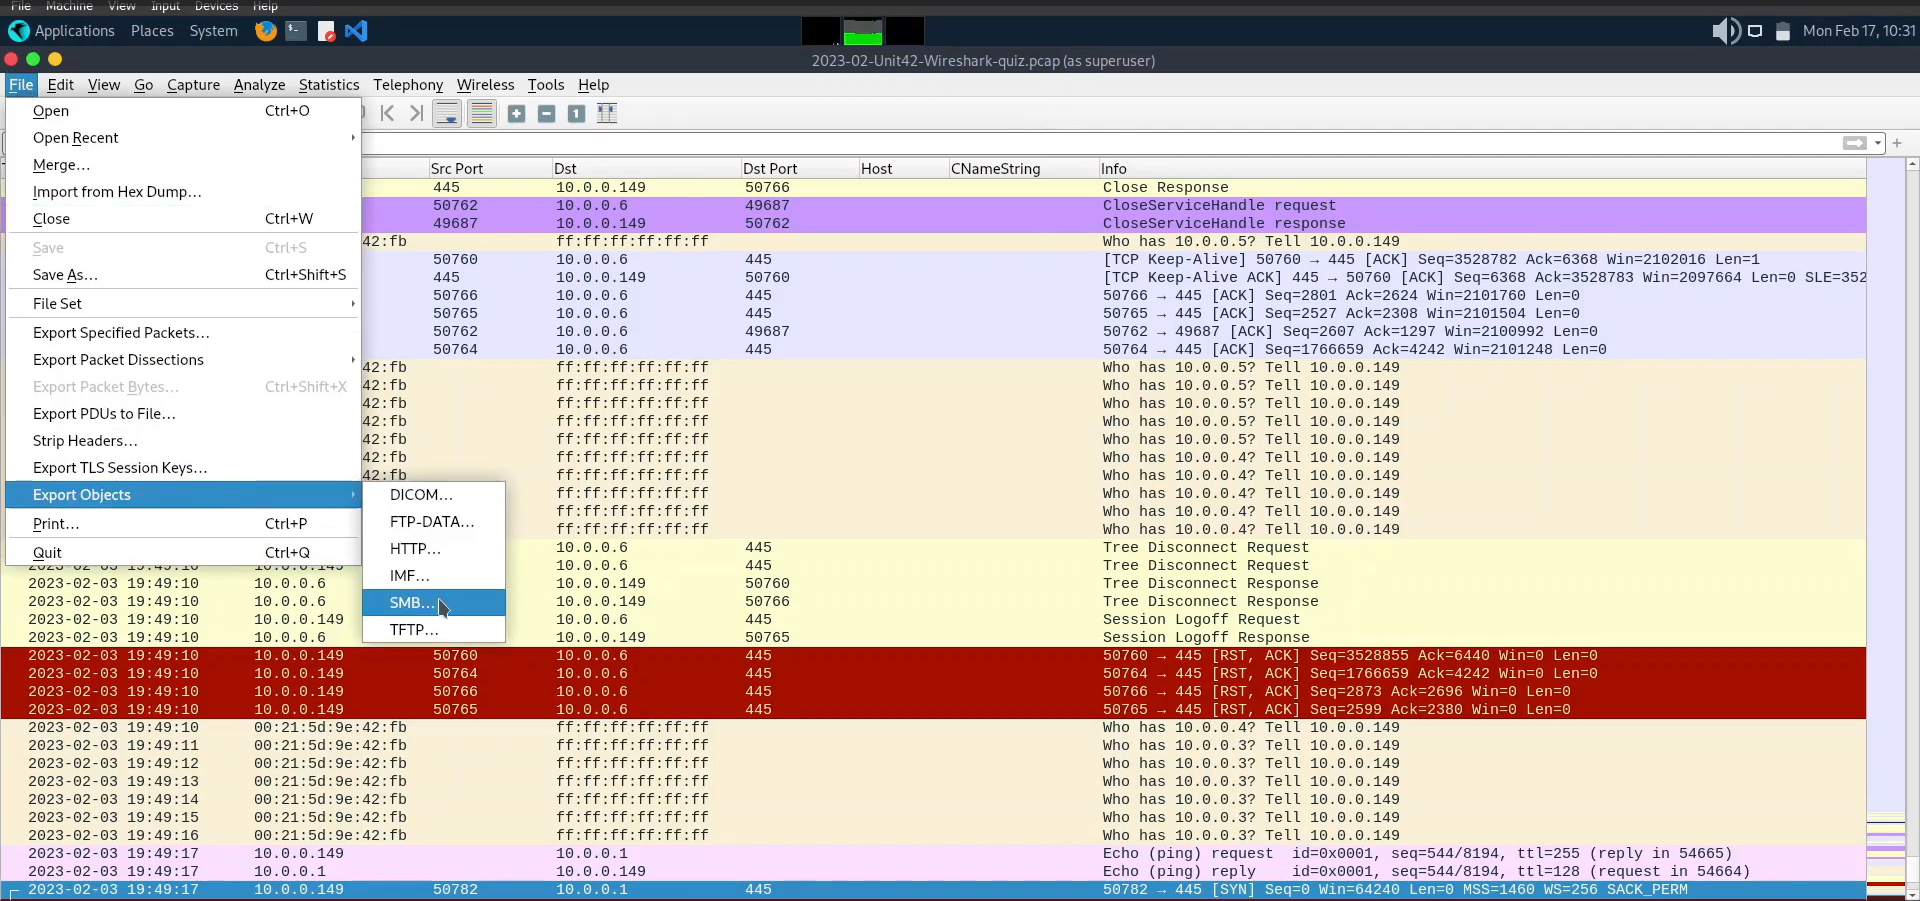 File Machine View Input Devices Help
Applications Places System Mon Feb 17, 10:31
2023-02-Unit42-Wireshark-quiz.pcap (as superuser)
File Edit View Go Capture Analyze Statistics Telephony Wireless Tools Help
Open Ctrl+O
Open Recent
Merge…
Import from Hex Dump…
Close Ctrl+W
Save Ctrl+S
Save As… Ctrl+Shift+S
File Set
Export Specified Packets…
Export Packet Dissections
Export Packet Bytes… Ctrl+Shift+X
Export PDUs to File…
Strip Headers…
Export TLS Session Keys…
Export Objects
Print… Ctrl+P
Quit Ctrl+Q
DICOM…
FTP-DATA…
HTTP…
IMF…
SMB…
TFTP…
Src Port Dst Dst Port Host CNameString Info
445 10.0.0.149 50766 Close Response
50762 10.0.0.6 49687 CloseServiceHandle request
49687 10.0.0.149 50762 CloseServiceHandle response
42:fb ff:ff:ff:ff:ff:ff Who has 10.0.0.5? Tell 10.0.0.149
50760 10.0.0.6 445 [TCP Keep-Alive] 50760 → 445 [ACK] Seq=3528782 Ack=6368 Win=2102016 Len=1
445 10.0.0.149 50760 [TCP Keep-Alive ACK] 445 → 50760 [ACK] Seq=6368 Ack=3528783 Win=2097664 Len=0 SLE=352
50766 10.0.0.6 445 50766 → 445 [ACK] Seq=2801 Ack=2624 Win=2101760 Len=0
50765 10.0.0.6 445 50765 → 445 [ACK] Seq=2527 Ack=2308 Win=2101504 Len=0
50762 10.0.0.6 49687 50762 → 49687 [ACK] Seq=2607 Ack=1297 Win=2100992 Len=0
50764 10.0.0.6 445 50764 → 445 [ACK] Seq=1766659 Ack=4242 Win=2101248 Len=0
42:fb ff:ff:ff:ff:ff:ff Who has 10.0.0.5? Tell 10.0.0.149
42:fb ff:ff:ff:ff:ff:ff Who has 10.0.0.5? Tell 10.0.0.149
42:fb ff:ff:ff:ff:ff:ff Who has 10.0.0.5? Tell 10.0.0.149
42:fb ff:ff:ff:ff:ff:ff Who has 10.0.0.5? Tell 10.0.0.149
42:fb ff:ff:ff:ff:ff:ff Who has 10.0.0.5? Tell 10.0.0.149
42:fb ff:ff:ff:ff:ff:ff Who has 10.0.0.4? Tell 10.0.0.149
42:fb ff:ff:ff:ff:ff:ff Who has 10.0.0.4? Tell 10.0.0.149
ff:ff:ff:ff:ff:ff Who has 10.0.0.4? Tell 10.0.0.149
ff:ff:ff:ff:ff:ff Who has 10.0.0.4? Tell 10.0.0.149
ff:ff:ff:ff:ff:ff Who has 10.0.0.4? Tell 10.0.0.149
10.0.0.6 445 Tree Disconnect Request
2023-02-03 19:49:10 10.0.0.149 10.0.0.6 445 Tree Disconnect Request
2023-02-03 19:49:10 10.0.0.6 10.0.0.149 50760 Tree Disconnect Response
2023-02-03 19:49:10 10.0.0.6 10.0.0.149 50766 Tree Disconnect Response
2023-02-03 19:49:10 10.0.0.149 10.0.0.6 445 Session Logoff Request
2023-02-03 19:49:10 10.0.0.6 10.0.0.149 50765 Session Logoff Response
2023-02-03 19:49:10 10.0.0.149 50760 10.0.0.6 445 50760 → 445 [RST, ACK] Seq=3528855 Ack=6440 Win=0 Len=0
2023-02-03 19:49:10 10.0.0.149 50764 10.0.0.6 445 50764 → 445 [RST, ACK] Seq=1766659 Ack=4242 Win=0 Len=0
2023-02-03 19:49:10 10.0.0.149 50766 10.0.0.6 445 50766 → 445 [RST, ACK] Seq=2873 Ack=2696 Win=0 Len=0
2023-02-03 19:49:10 10.0.0.149 50765 10.0.0.6 445 50765 → 445 [RST, ACK] Seq=2599 Ack=2380 Win=0 Len=0
2023-02-03 19:49:10 00:21:5d:9e:42:fb ff:ff:ff:ff:ff:ff Who has 10.0.0.4? Tell 10.0.0.149
2023-02-03 19:49:11 00:21:5d:9e:42:fb ff:ff:ff:ff:ff:ff Who has 10.0.0.3? Tell 10.0.0.149
2023-02-03 19:49:12 00:21:5d:9e:42:fb ff:ff:ff:ff:ff:ff Who has 10.0.0.3? Tell 10.0.0.149
2023-02-03 19:49:13 00:21:5d:9e:42:fb ff:ff:ff:ff:ff:ff Who has 10.0.0.3? Tell 10.0.0.149
2023-02-03 19:49:14 00:21:5d:9e:42:fb ff:ff:ff:ff:ff:ff Who has 10.0.0.3? Tell 10.0.0.149
2023-02-03 19:49:15 00:21:5d:9e:42:fb ff:ff:ff:ff:ff:ff Who has 10.0.0.3? Tell 10.0.0.149
2023-02-03 19:49:16 00:21:5d:9e:42:fb ff:ff:ff:ff:ff:ff Who has 10.0.0.3? Tell 10.0.0.149
2023-02-03 19:49:17 10.0.0.149 10.0.0.1 Echo (ping) request id=0x0001, seq=544/8194, ttl=255 (reply in 54665)
2023-02-03 19:49:17 10.0.0.1 10.0.0.149 Echo (ping) reply id=0x0001, seq=544/8194, ttl=128 (request in 54664)
2023-02-03 19:49:17 10.0.0.149 50782 10.0.0.1 445 50782 → 445 [SYN] Seq=0 Win=64240 Len=0 MSS=1460 WS=256 SACK_PERM